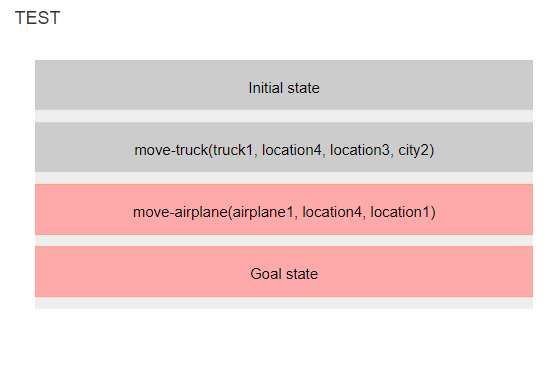 TEST
Initial state
move-truck(truck1, location4, location3, city2)
move-airplane(airplane1, location4, location1)
Goal state